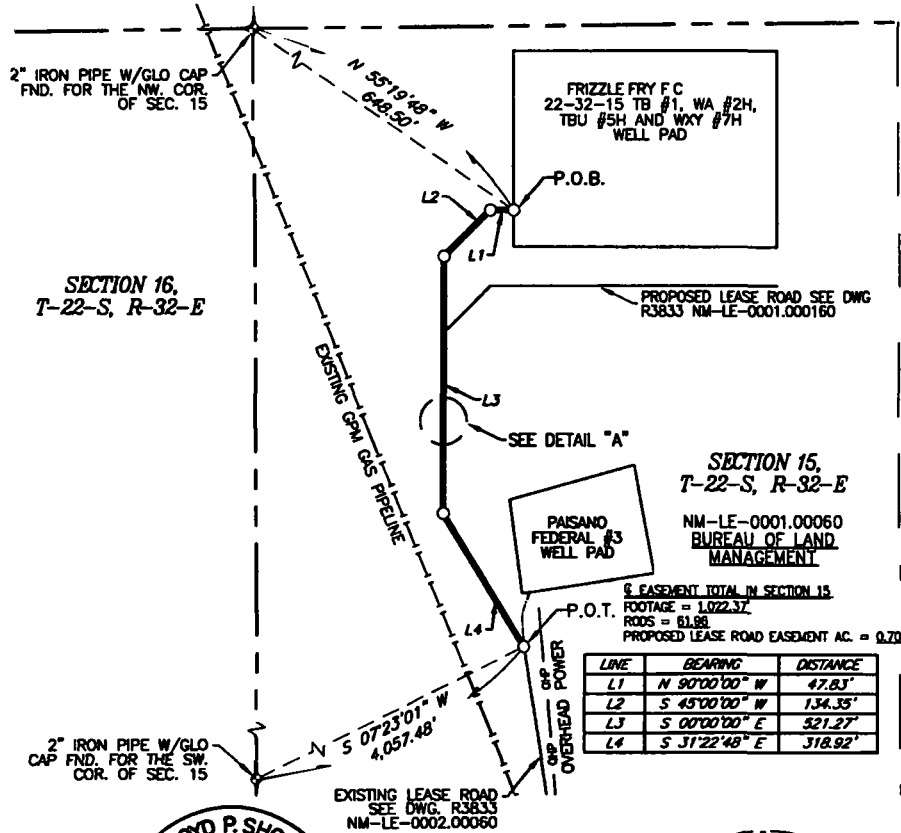 2" IRON PIPE W/GLO CAP
FND. FOR THE NW. COR.
OF SEC. 15
N 55°19'48" W
648.50'
FRIZZLE FRY F C
22-32-15 TB #1, WA #2H,
TBU #5H AND WXY #7H
WELL PAD
P.O.B.
L2
L1
SECTION 16,
T-22-S, R-32-E
PROPOSED LEASE ROAD SEE DWG
R3833 NM-LE-0001.000160
EXISTING GPM GAS PIPELINE
L3
SEE DETAIL "A"
SECTION 15,
T-22-S, R-32-E
NM-LE-0001.00060
BUREAU OF LAND
MANAGEMENT
PAISANO
FEDERAL #3
WELL PAD
℄ EASEMENT TOTAL IN SECTION 15
FOOTAGE = 1,022.37'
RODS = 61.96
PROPOSED LEASE ROAD EASEMENT AC. = 0.70
P.O.T.
L4
LINE BEARING DISTANCE
L1 N 90°00'00" W 47.83'
L2 S 45°00'00" W 134.35'
L3 S 00°00'00" E 521.27'
L4 S 31°22'48" E 318.92'
OHP OHP
OVERHEAD POWER
S 07°23'01" W
4,057.48'
2" IRON PIPE W/GLO
CAP FND. FOR THE SW.
COR. OF SEC. 15
EXISTING LEASE ROAD
SEE DWG. R3833
NM-LE-0002.00060